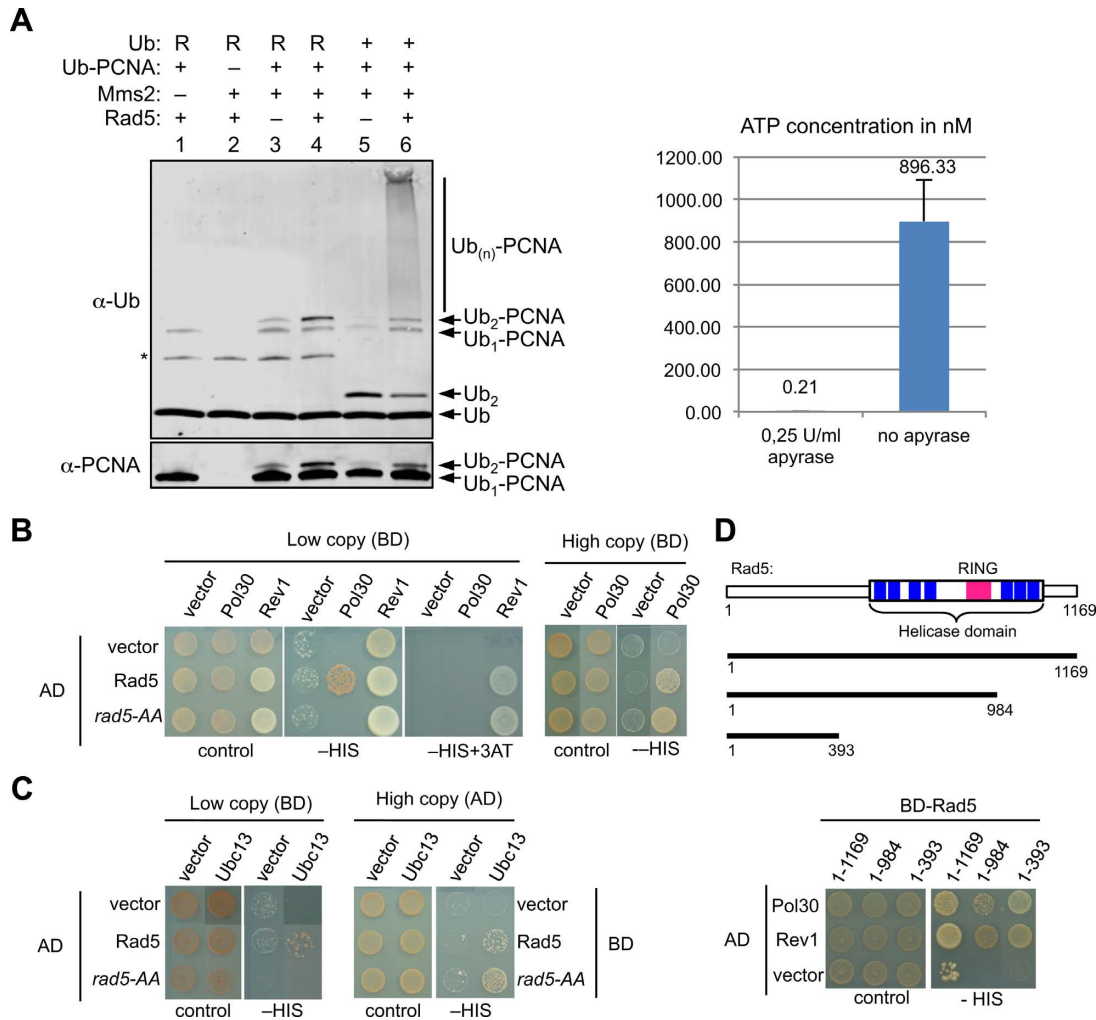 A
Ub: R R R R + +
Ub-PCNA: + – + + + +
Mms2: – + + + + +
Rad5: + + – + – +
1 2 3 4 5 6
α-Ub
*
Ub(n)-PCNA
Ub2-PCNA
Ub1-PCNA
Ub2
Ub
α-PCNA
Ub2-PCNA
Ub1-PCNA
ATP concentration in nM
1200.00
1000.00
800.00
600.00
400.00
200.00
0.00
896.33
0.21
0,25 U/ml apyrase
no apyrase
B
Low copy (BD)
High copy (BD)
vector Pol30 Rev1 vector Pol30 Rev1 vector Pol30 Rev1
vector Pol30 vector Pol30
AD
vector
Rad5
rad5-AA
control –HIS –HIS+3AT
control –-HIS
C
Low copy (BD)
High copy (AD)
vector Ubc13 vector Ubc13
vector Ubc13 vector Ubc13
AD
vector
Rad5
rad5-AA
vector
Rad5
rad5-AA
BD
control –HIS
control –HIS
D
Rad5:
RING
1 1169
Helicase domain
1 1169
1 984
1 393
BD-Rad5
1-1169 1-984 1-393 1-1169 1-984 1-393
AD
Pol30
Rev1
vector
control - HIS